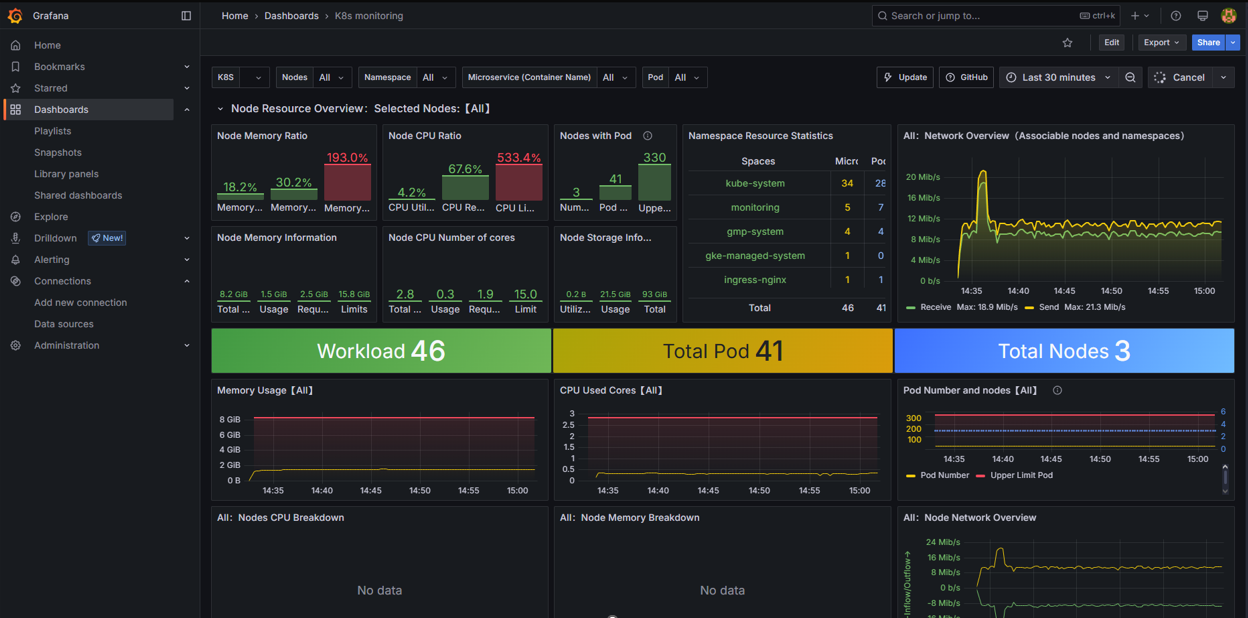 Grafana
Home › Dashboards › K8s monitoring
Search or jump to...
ctrl+k
Edit
Export
Share
Home
Bookmarks
Starred
Dashboards
Playlists
Snapshots
Library panels
Shared dashboards
Explore
Drilldown
New!
Alerting
Connections
Add new connection
Data sources
Administration
K8S
Nodes All
Namespace All
Microservice (Container Name) All
Pod All
Update
GitHub
Last 30 minutes
Cancel
Node Resource Overview： Selected Nodes:【All】
Node Memory Ratio
18.2% 30.2% 193.0%
Memory... Memory... Memory...
Node CPU Ratio
4.2% 67.6% 533.4%
CPU Util... CPU Re... CPU Li...
Nodes with Pod
3 41 330
Num... Pod ... Uppe...
Namespace Resource Statistics
Spaces Micro Pod
kube-system 34 28
monitoring 5 7
gmp-system 4 4
gke-managed-system 1 0
ingress-nginx 1 1
Total 46 41
All： Network Overview（Associable nodes and namespaces）
20 Mib/s
16 Mib/s
12 Mib/s
8 Mib/s
4 Mib/s
0 b/s
14:35 14:40 14:45 14:50 14:55 15:00
Receive Max: 18.9 Mib/s Send Max: 21.3 Mib/s
Node Memory Information
8.2 GiB 1.5 GiB 2.5 GiB 15.8 GiB
Total ... Usage Requ... Limits
Node CPU Number of cores
2.8 0.3 1.9 15.0
Total ... Usage Requ... Limit
Node Storage Info...
0.2 B 21.5 GiB 93 GiB
Utiliz... Usage Total
Workload 46
Total Pod 41
Total Nodes 3
Memory Usage【All】
8 GiB
6 GiB
4 GiB
2 GiB
0 B
14:35 14:40 14:45 14:50 14:55 15:00
CPU Used Cores【All】
3
2.5
2
1.5
1
0.5
0
14:35 14:40 14:45 14:50 14:55 15:00
Pod Number and nodes【All】
300
200
100
6
4
2
0
14:35 14:40 14:45 14:50 14:55 15:00
Pod Number Upper Limit Pod
All： Nodes CPU Breakdown
No data
All： Node Memory Breakdown
No data
All： Node Network Overview
-Inflow/Outflow+
24 Mib/s
16 Mib/s
8 Mib/s
0 b/s
-8 Mib/s